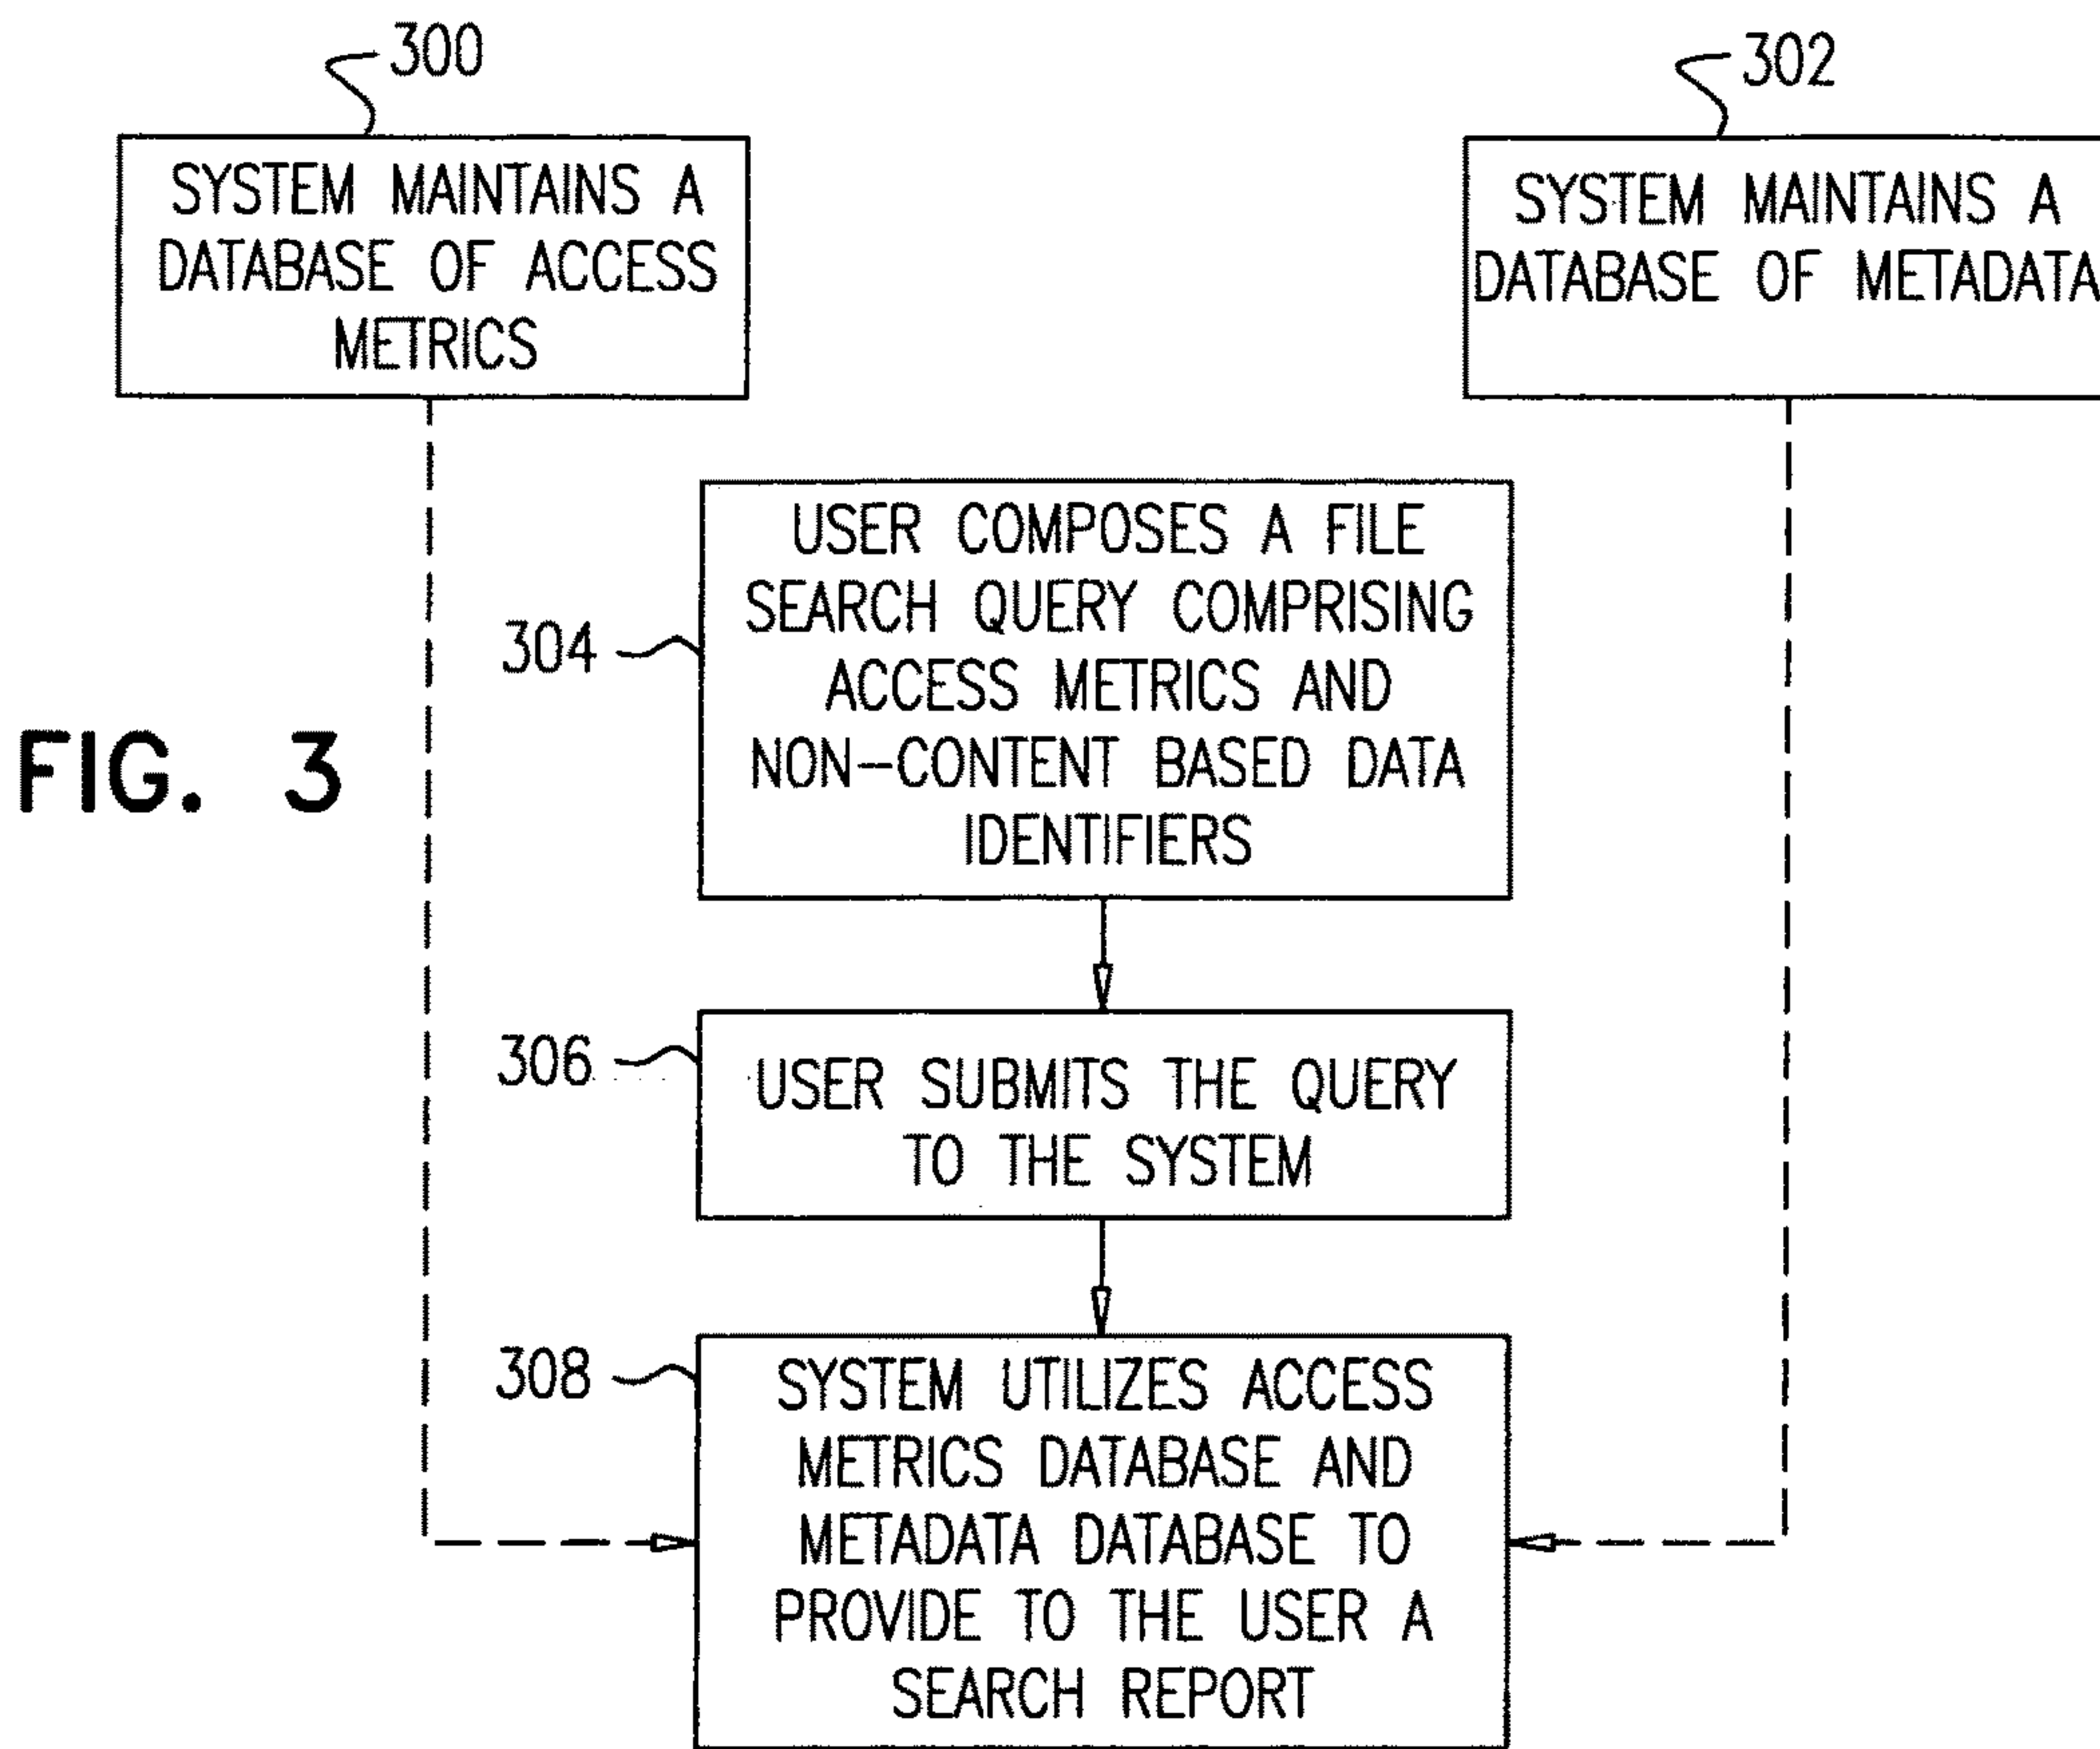 300
SYSTEM MAINTAINS A
DATABASE OF ACCESS
METRICS
302
SYSTEM MAINTAINS A
DATABASE OF METADATA
304
USER COMPOSES A FILE
SEARCH QUERY COMPRISING
ACCESS METRICS AND
NON-CONTENT BASED DATA
IDENTIFIERS
FIG. 3
306
USER SUBMITS THE QUERY
TO THE SYSTEM
308
SYSTEM UTILIZES ACCESS
METRICS DATABASE AND
METADATA DATABASE TO
PROVIDE TO THE USER A
SEARCH REPORT